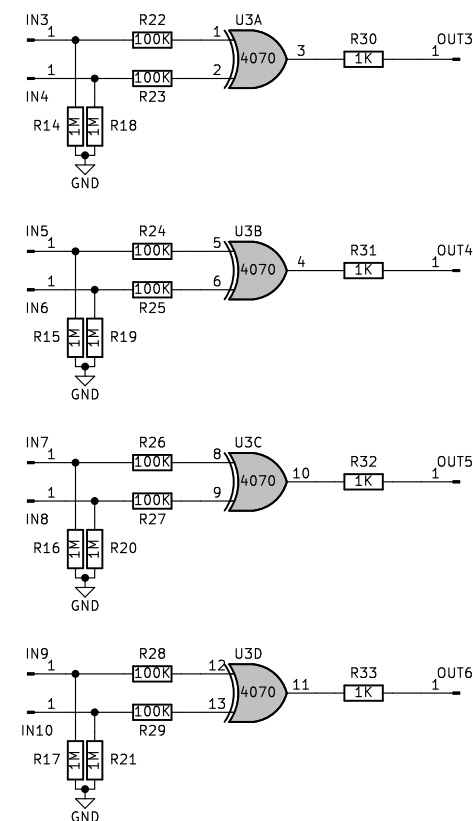 IN3 R22 U3A
1 100K 1 4070 3 R30 1K 1 OUT3
1 100K 2
IN4 R23
R14 1M 1M R18
GND
IN5 R24 U3B
1 100K 5 4070 4 R31 1K 1 OUT4
1 100K 6
IN6 R25
R15 1M 1M R19
GND
IN7 R26 U3C
1 100K 8 4070 10 R32 1K 1 OUT5
1 100K 9
IN8 R27
R16 1M 1M R20
GND
IN9 R28 U3D
1 100K 12 4070 11 R33 1K 1 OUT6
1 100K 13
IN10 R29
R17 1M 1M R21
GND